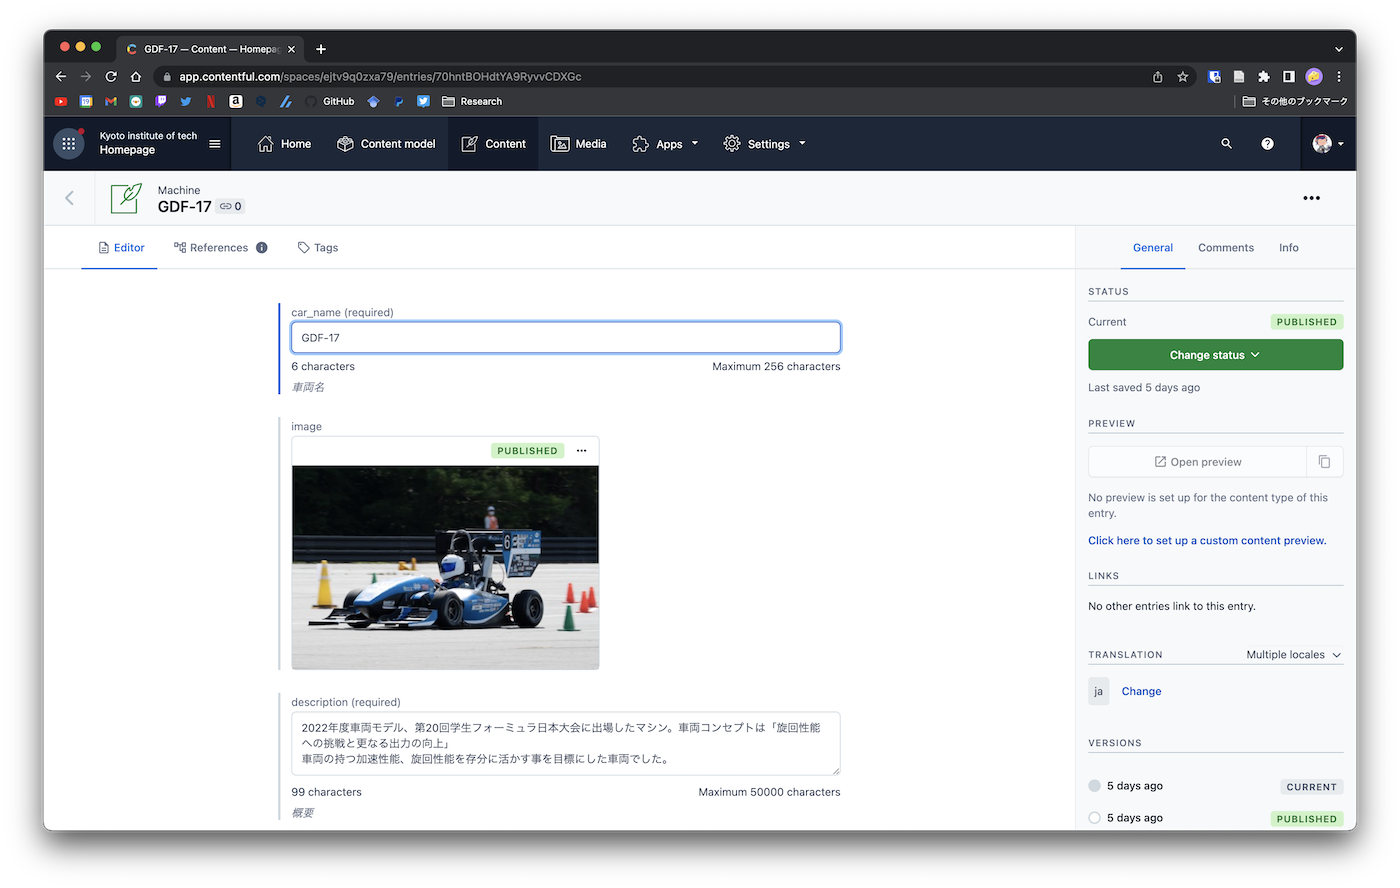 GDF-17 — Content — Homepag
app.contentful.com/spaces/ejtv9q0zxa79/entries/70hntBOHdtYA9RyvvCDXGc
GitHub
Research
その他のブックマーク
Kyoto institute of tech
Homepage
Home
Content model
Content
Media
Apps
Settings
Machine
GDF-17
0
Editor
References
Tags
General
Comments
Info
car_name (required)
GDF-17
6 characters
Maximum 256 characters
車両名
image
PUBLISHED
6
description (required)
2022年度車両モデル、第20回学生フォーミュラ日本大会に出場したマシン。車両コンセプトは「旋回性能
への挑戦と更なる出力の向上」
車両の持つ加速性能、旋回性能を存分に活かす事を目標にした車両でした。
99 characters
Maximum 50000 characters
概要
STATUS
Current
PUBLISHED
Change status
Last saved 5 days ago
PREVIEW
Open preview
No preview is set up for the content type of this
entry.
Click here to set up a custom content preview.
LINKS
No other entries link to this entry.
TRANSLATION
Multiple locales
ja
Change
VERSIONS
5 days ago
CURRENT
5 days ago
PUBLISHED